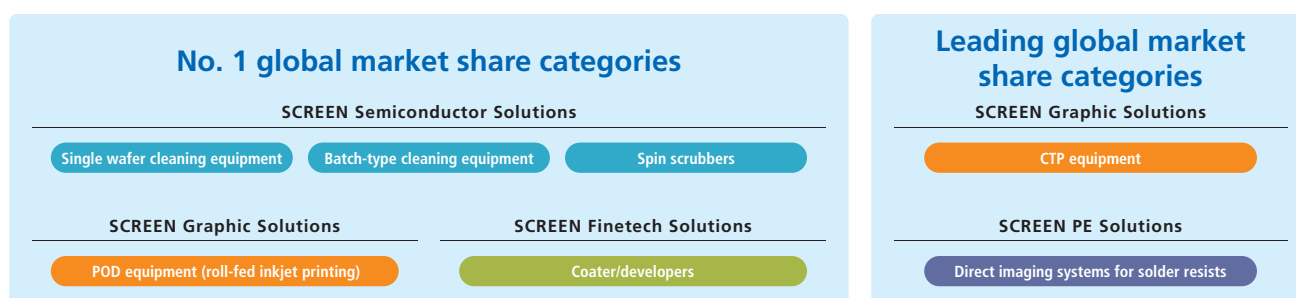 No. 1 global market share categories
SCREEN Semiconductor Solutions
Single wafer cleaning equipment
Batch-type cleaning equipment
Spin scrubbers
SCREEN Graphic Solutions
POD equipment (roll-fed inkjet printing)
SCREEN Finetech Solutions
Coater/developers
Leading global market
share categories
SCREEN Graphic Solutions
CTP equipment
SCREEN PE Solutions
Direct imaging systems for solder resists